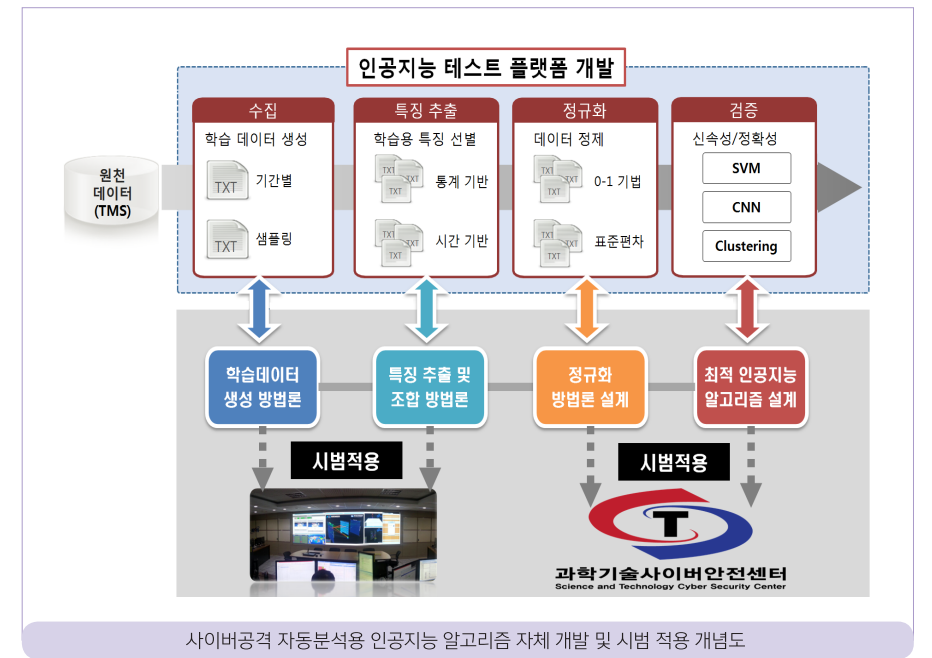 인공지능 테스트 플랫폼 개발
원천
데이터
(TMS)
수집
학습 데이터 생성
TXT
기간별
TXT
샘플링
특징 추출
학습용 특징 선별
TXT
TXT
TXT
통계 기반
TXT
TXT
TXT
시간 기반
정규화
데이터 정제
TXT
TXT
TXT
0-1 기법
TXT
TXT
TXT
표준편차
검증
신속성/정확성
SVM
CNN
Clustering
학습데이터
생성 방법론
특징 추출 및
조합 방법론
정규화
방법론 설계
최적 인공지능
알고리즘 설계
시범적용
시범적용
T
과학기술사이버안전센터
Science and Technology Cyber Security Center
사이버공격 자동분석용 인공지능 알고리즘 자체 개발 및 시범 적용 개념도